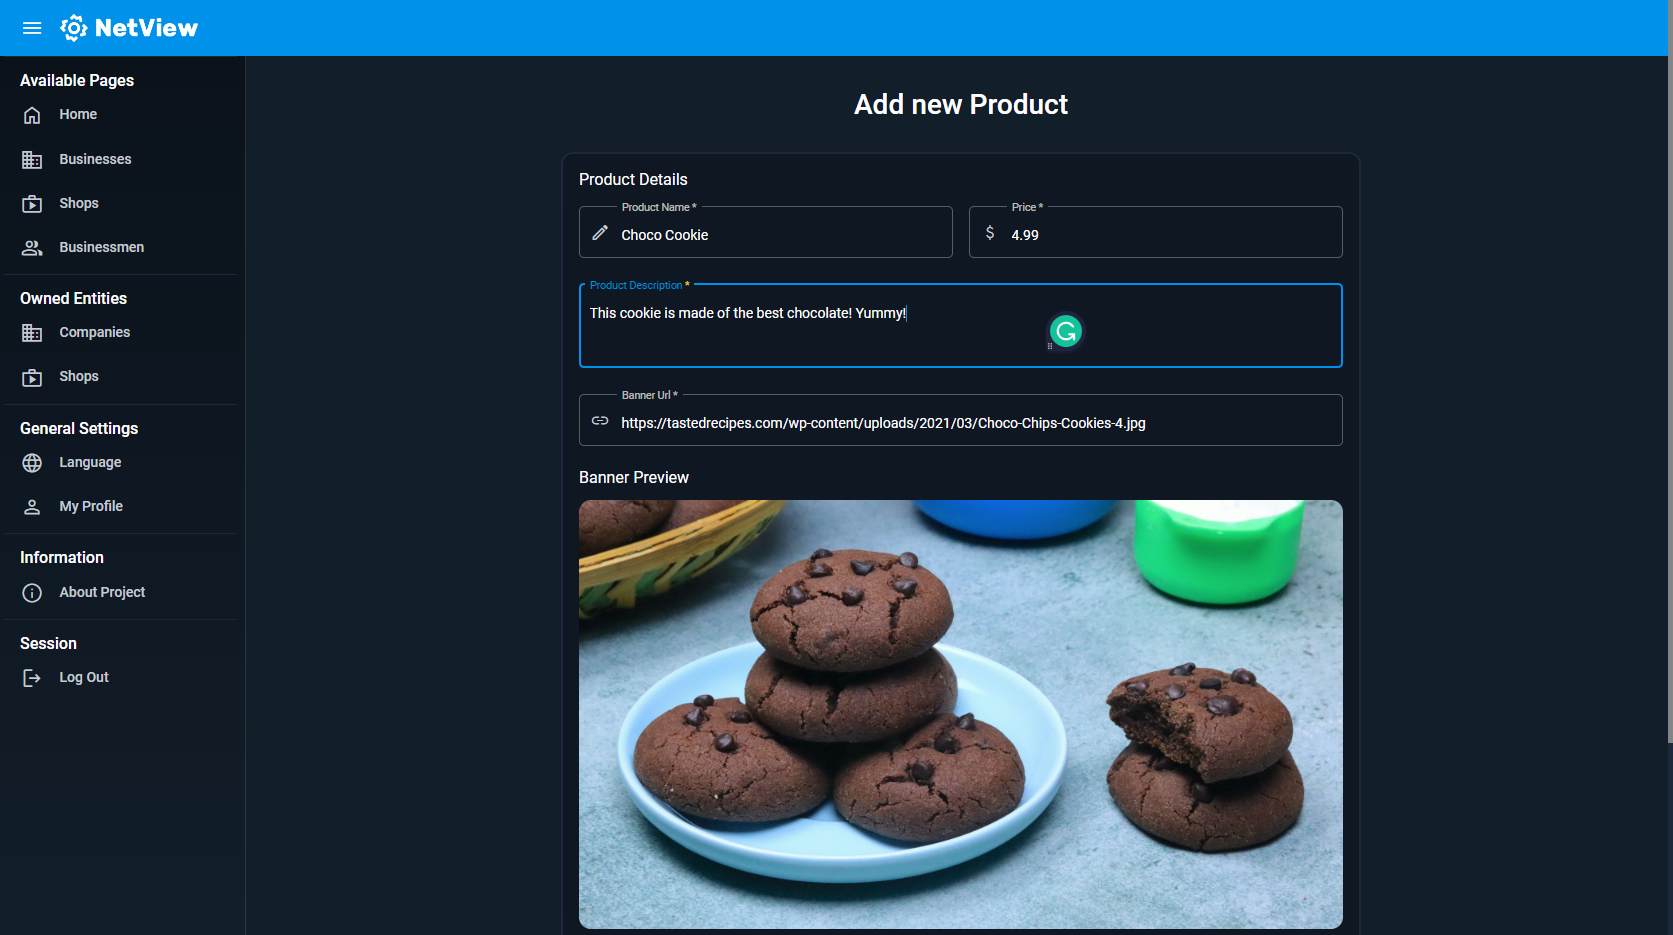 NetView
Available Pages
Home
Businesses
Shops
Businessmen
Owned Entities
Companies
Shops
General Settings
Language
My Profile
Information
About Project
Session
Log Out
Add new Product
Product Details
Product Name *
Choco Cookie
Price *
$ 4.99
Product Description *
This cookie is made of the best chocolate! Yummy!
Banner Url *
https://tastedrecipes.com/wp-content/uploads/2021/03/Choco-Chips-Cookies-4.jpg
Banner Preview